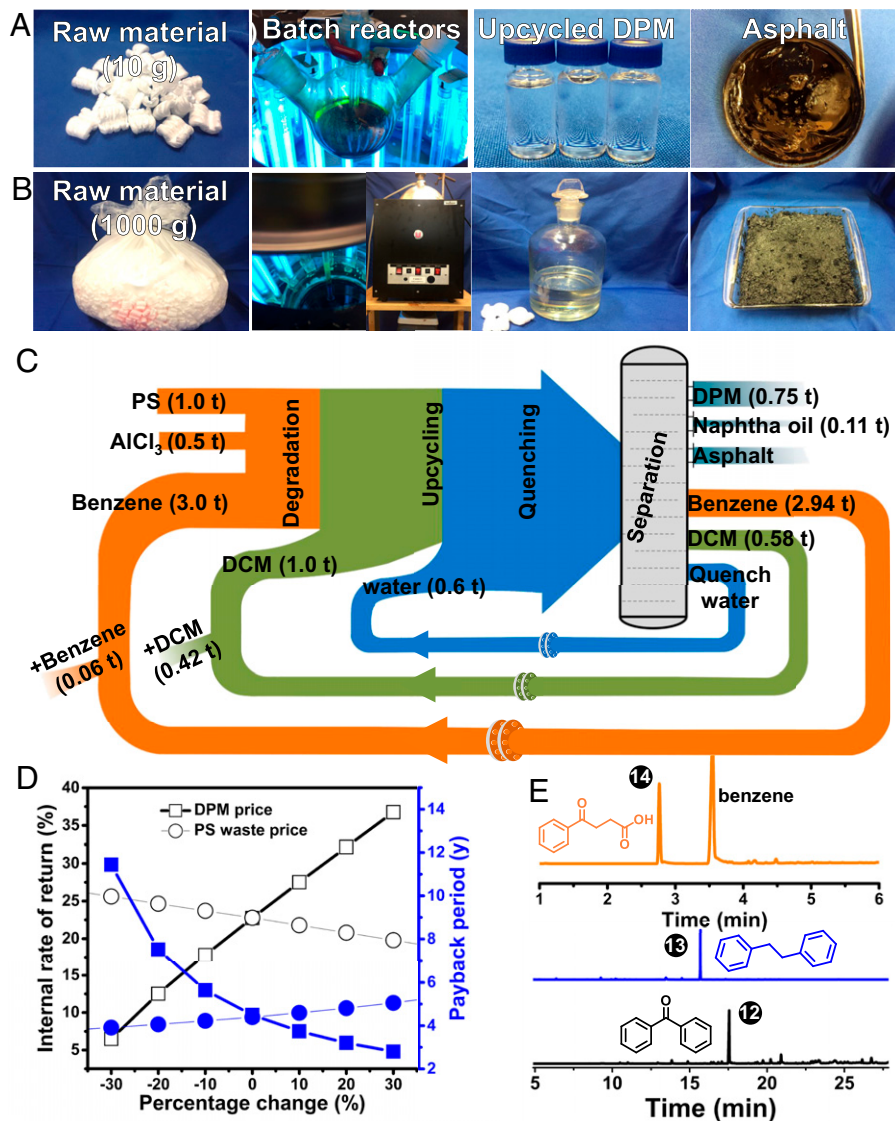 A
Raw material
(10 g)
Batch reactors
Upcycled DPM
Asphalt
B
Raw material
(1000 g)
C
PS (1.0 t)
AlCl3 (0.5 t)
Benzene (3.0 t)
Degradation
DCM (1.0 t)
Upcycling
water (0.6 t)
Quenching
Separation
DPM (0.75 t)
Naphtha oil (0.11 t)
Asphalt
Benzene (2.94 t)
DCM (0.58 t)
Quench
water
+Benzene
(0.06 t)
+DCM
(0.42 t)
D
40
35
30
25
20
15
10
5
Internal rate of return (%)
DPM price
PS waste price
14
12
10
8
6
4
2
Payback period (y)
-30
-20
-10
0
10
20
30
Percentage change (%)
E
14
O
O
OH
benzene
1
2
3
4
5
6
Time (min)
13
O
12
5
10
15
20
25
Time (min)